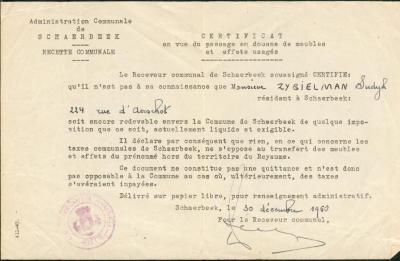 Administration Communale
de
SCHAERBEEK
RECETTE COMMUNALE
CERTIFICAT
en vue du passage en douane de meubles
et effets usagés
Le Receveur communal de Schaerbeek soussigné CERTIFIE:
qu'il n'est pas à sa connaissance que Monsieur ZYGIELMAN
résidant à Schaerbeek:
224 rue d'Aerschot
soit encore redevable envers la Commune de Schaerbeek de quelque impo-
sition que ce soit, actuellement liquide et exigible.
Il déclare par conséquent que rien, en ce qui concerne les
taxes communales de Schaerbeek, ne s'oppose au transfert des meubles
et effets du prénommé hors du territoire du Royaume.
Ce document ne constitue pas une quittance et n'est donc
pas opposable à la Commune au cas où, ultérieurement, des taxes
s'avéraient impayées.
Délivré sur papier libre, pour renseignement administratif.
Schaerbeek, le 30 décembre 1950
Pour le Receveur communal,